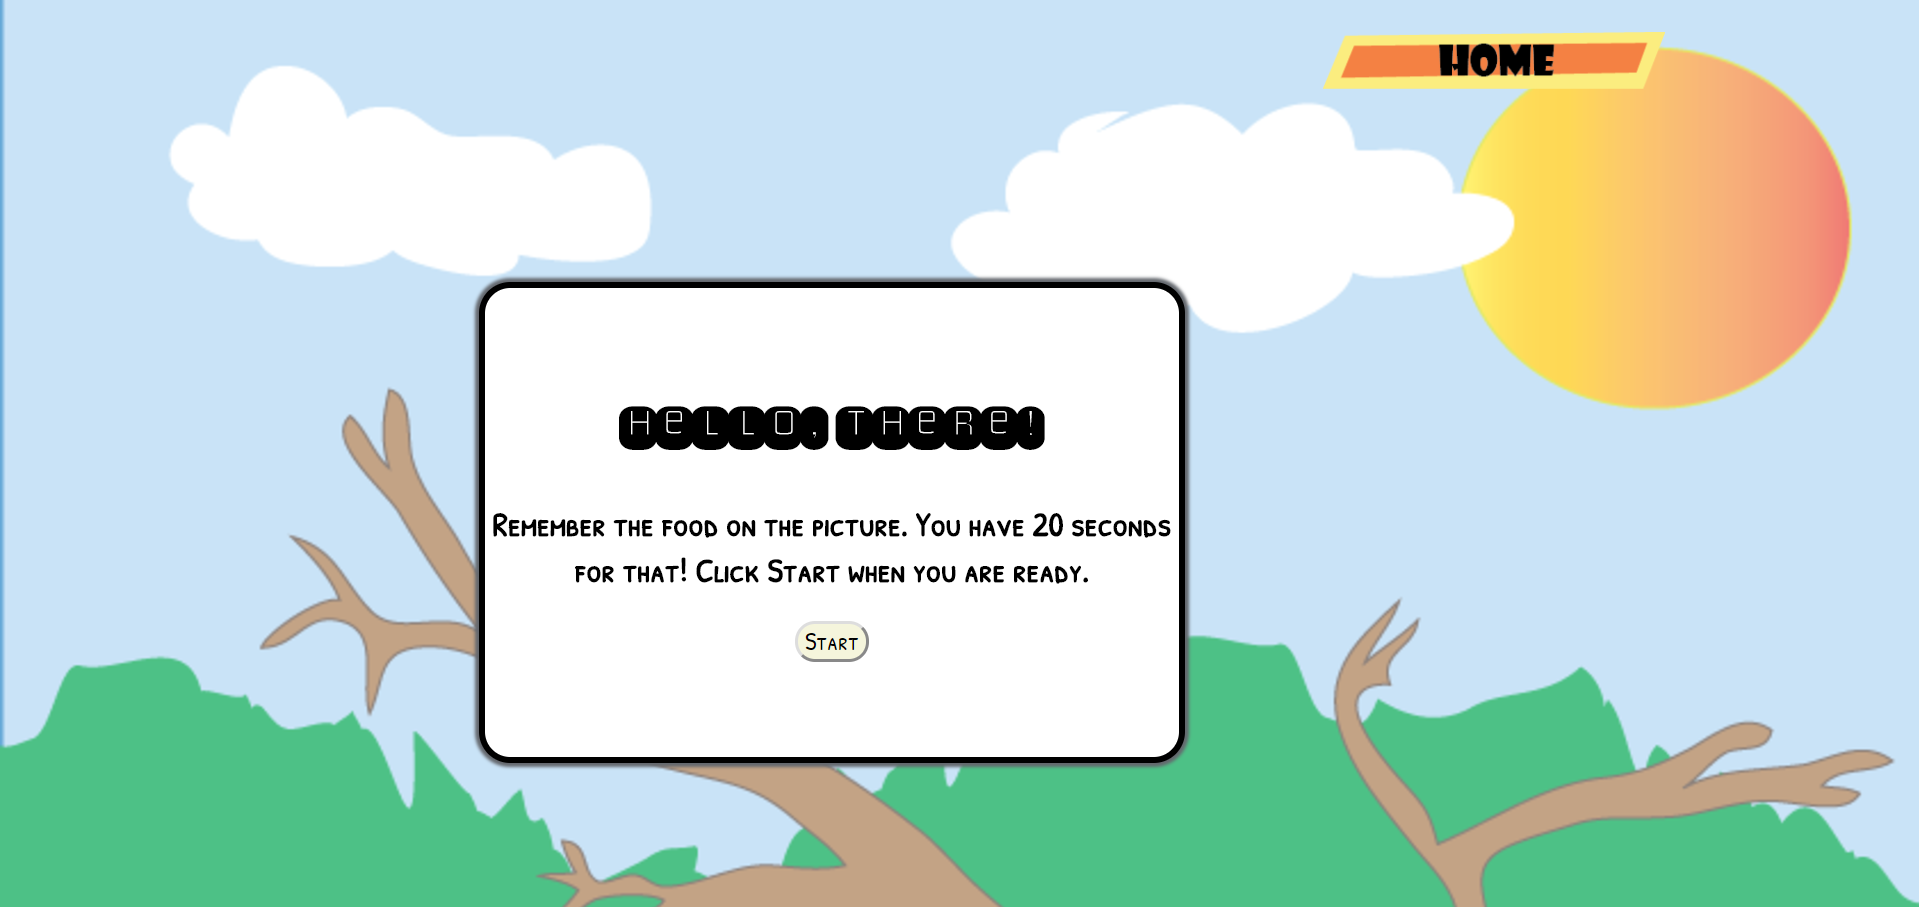 HOME
HELLO, THERE!
Remember the food on the picture. You have 20 seconds
for that! Click Start when you are ready.
Start